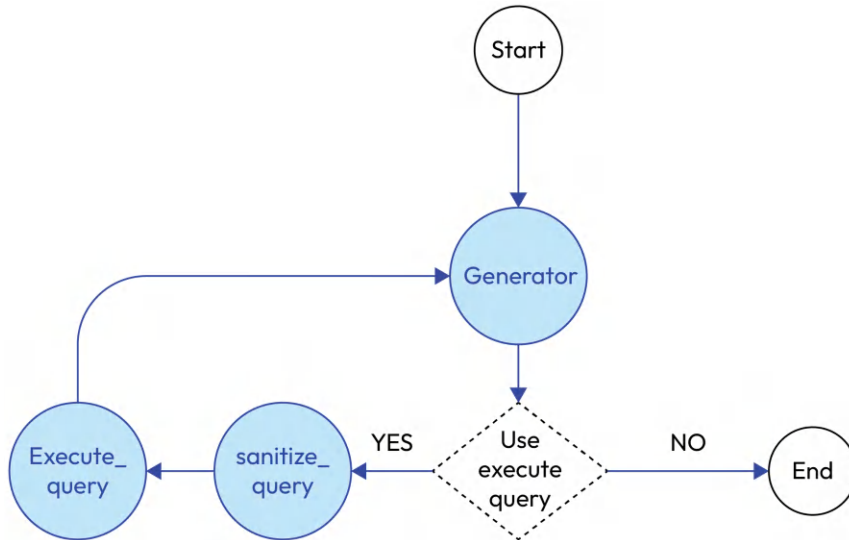 Start
Generator
Execute_
query
sanitize_
query
YES
Use
execute
query
NO
End